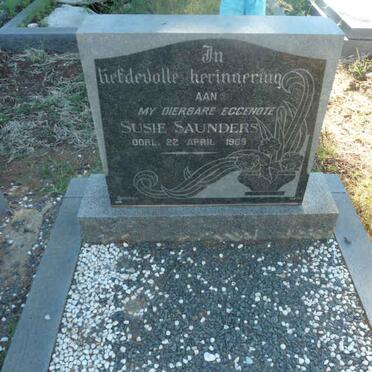 In
liefdevolle herinnering
AAN
MY DIERBARE EGGENOTE
SUSIE SAUNDERS
OORL. 22 APRIL 1969